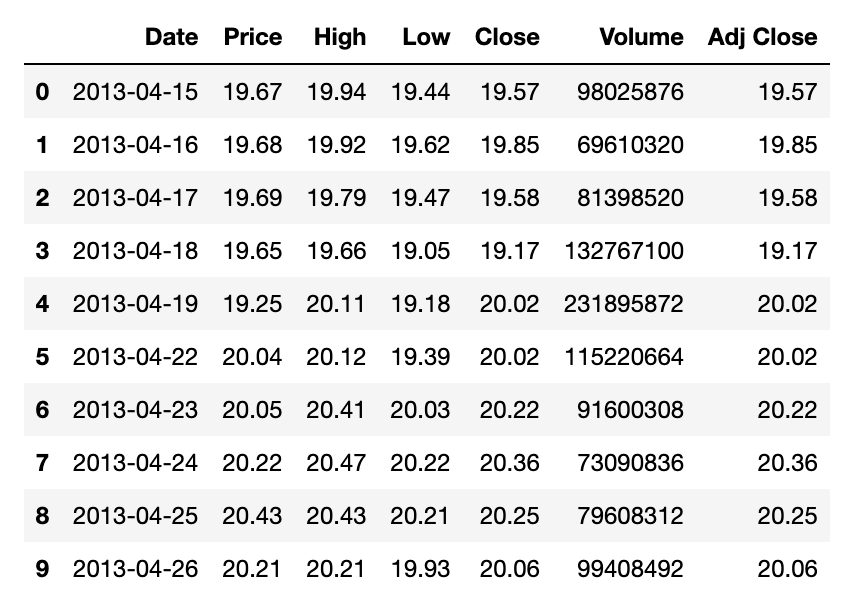 Date Price High Low Close Volume Adj Close
0 2013-04-15 19.67 19.94 19.44 19.57 98025876 19.57
1 2013-04-16 19.68 19.92 19.62 19.85 69610320 19.85
2 2013-04-17 19.69 19.79 19.47 19.58 81398520 19.58
3 2013-04-18 19.65 19.66 19.05 19.17 132767100 19.17
4 2013-04-19 19.25 20.11 19.18 20.02 231895872 20.02
5 2013-04-22 20.04 20.12 19.39 20.02 115220664 20.02
6 2013-04-23 20.05 20.41 20.03 20.22 91600308 20.22
7 2013-04-24 20.22 20.47 20.22 20.36 73090836 20.36
8 2013-04-25 20.43 20.43 20.21 20.25 79608312 20.25
9 2013-04-26 20.21 20.21 19.93 20.06 99408492 20.06